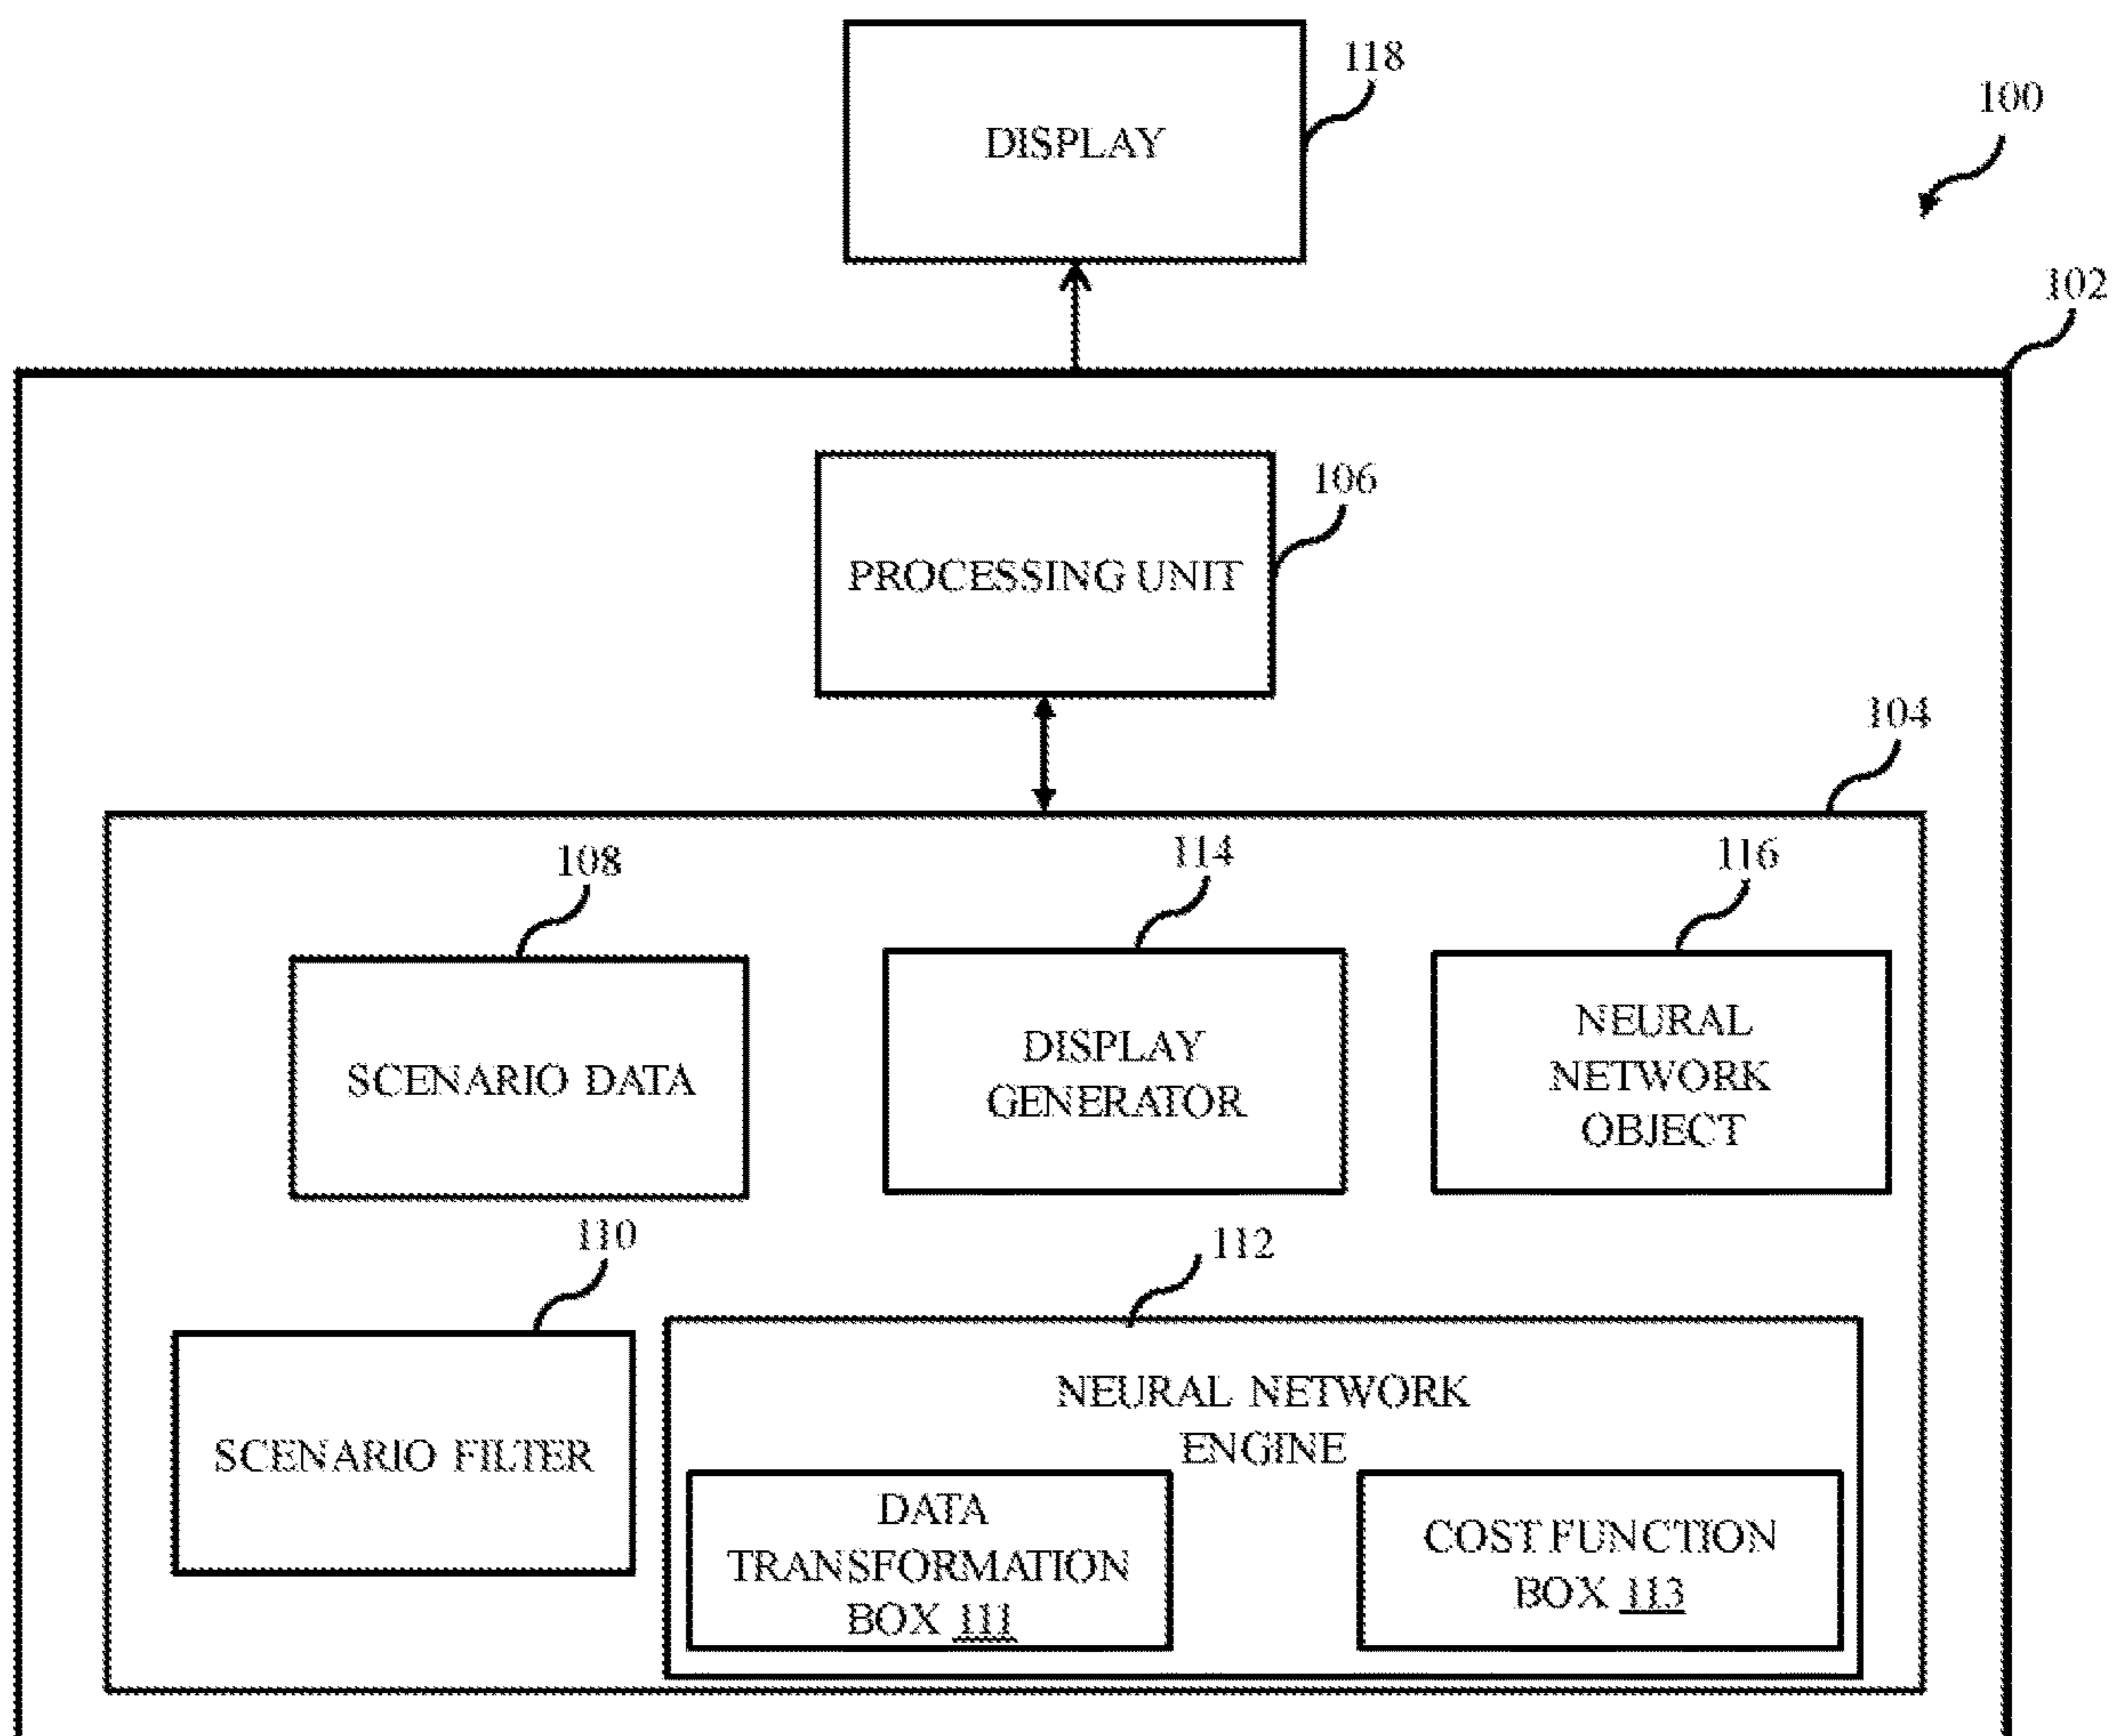 118
DISPLAY
100
102
106
PROCESSING UNIT
104
108
114
116
SCENARIO DATA
DISPLAY
GENERATOR
NEURAL
NETWORK
OBJECT
110
112
SCENARIO FILTER
NEURAL NETWORK
ENGINE
DATA
TRANSFORMATION
BOX 111
COST FUNCTION
BOX 113